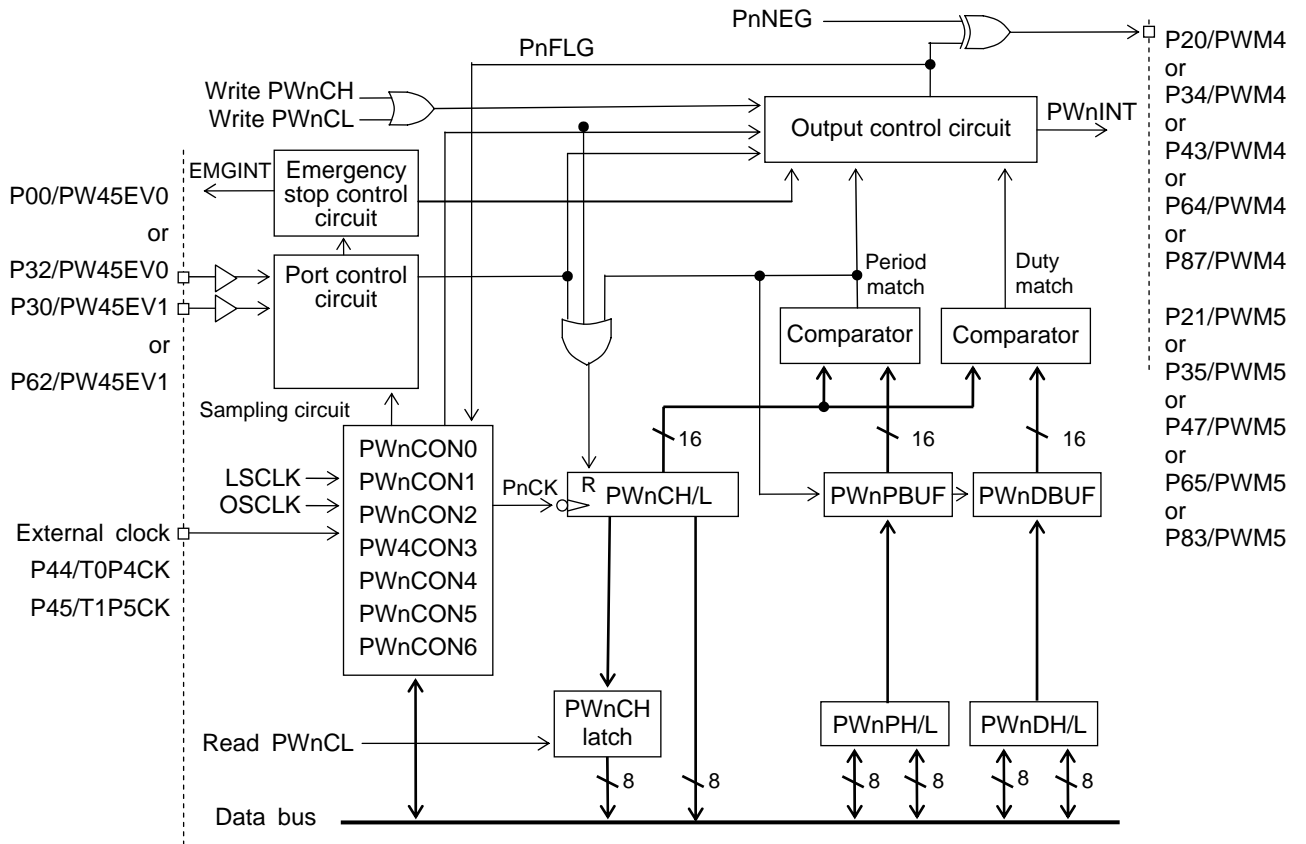 PnNEG
PnFLG
Write PWnCH
Write PWnCL
Output control circuit
PWnINT
P20/PWM4
or
P34/PWM4
or
P43/PWM4
or
P64/PWM4
or
P87/PWM4
P21/PWM5
or
P35/PWM5
or
P47/PWM5
or
P65/PWM5
or
P83/PWM5
EMGINT
Emergency
stop control
circuit
P00/PW45EV0
or
P32/PW45EV0
P30/PW45EV1
or
P62/PW45EV1
Port control
circuit
Period
match
Duty
match
Comparator
Comparator
Sampling circuit
16
16
16
PWnCON0
PWnCON1
PWnCON2
PW4CON3
PWnCON4
PWnCON5
PWnCON6
LSCLK
OSCLK
PnCK
R
PWnCH/L
PWnPBUF
PWnDBUF
External clock
P44/T0P4CK
P45/T1P5CK
PWnCH
latch
Read PWnCL
PWnPH/L
PWnDH/L
8
8
8
8
8
8
Data bus